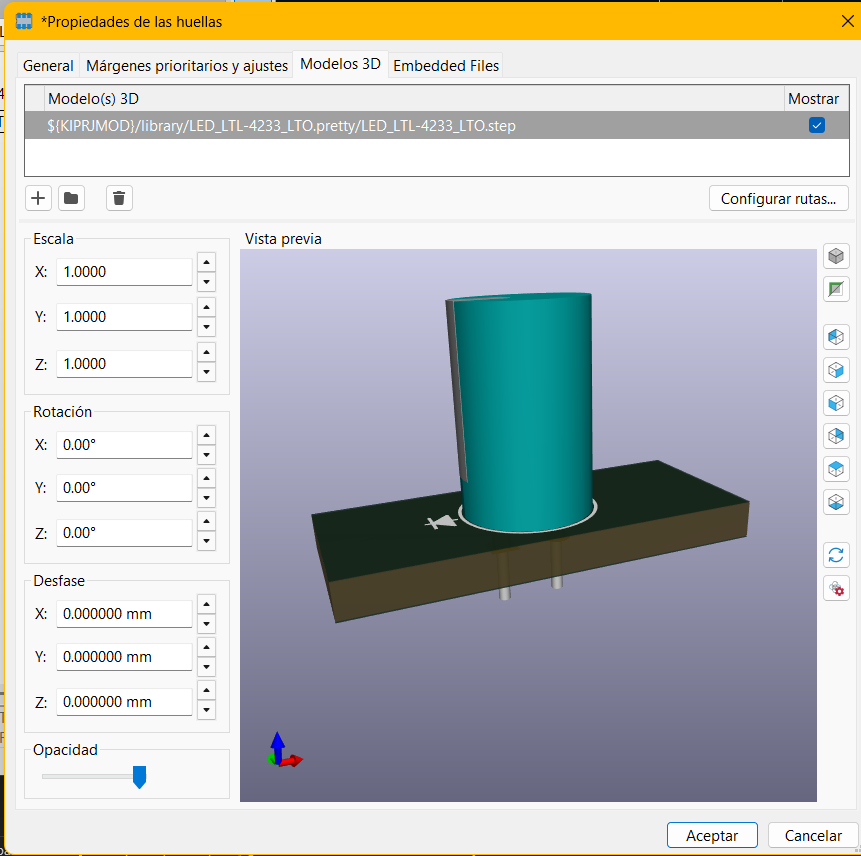 *Propiedades de las huellas
General Márgenes prioritarios y ajustes Modelos 3D Embedded Files
Modelo(s) 3D Mostrar
${KIPRJMOD}/library/LED_LTL-4233_LTO.pretty/LED_LTL-4233_LTO.step
Configurar rutas...
Escala
Vista previa
X: 1.0000
Y: 1.0000
Z: 1.0000
Rotación
X: 0.00°
Y: 0.00°
Z: 0.00°
Desfase
X: 0.000000 mm
Y: 0.000000 mm
Z: 0.000000 mm
Opacidad
Aceptar Cancelar